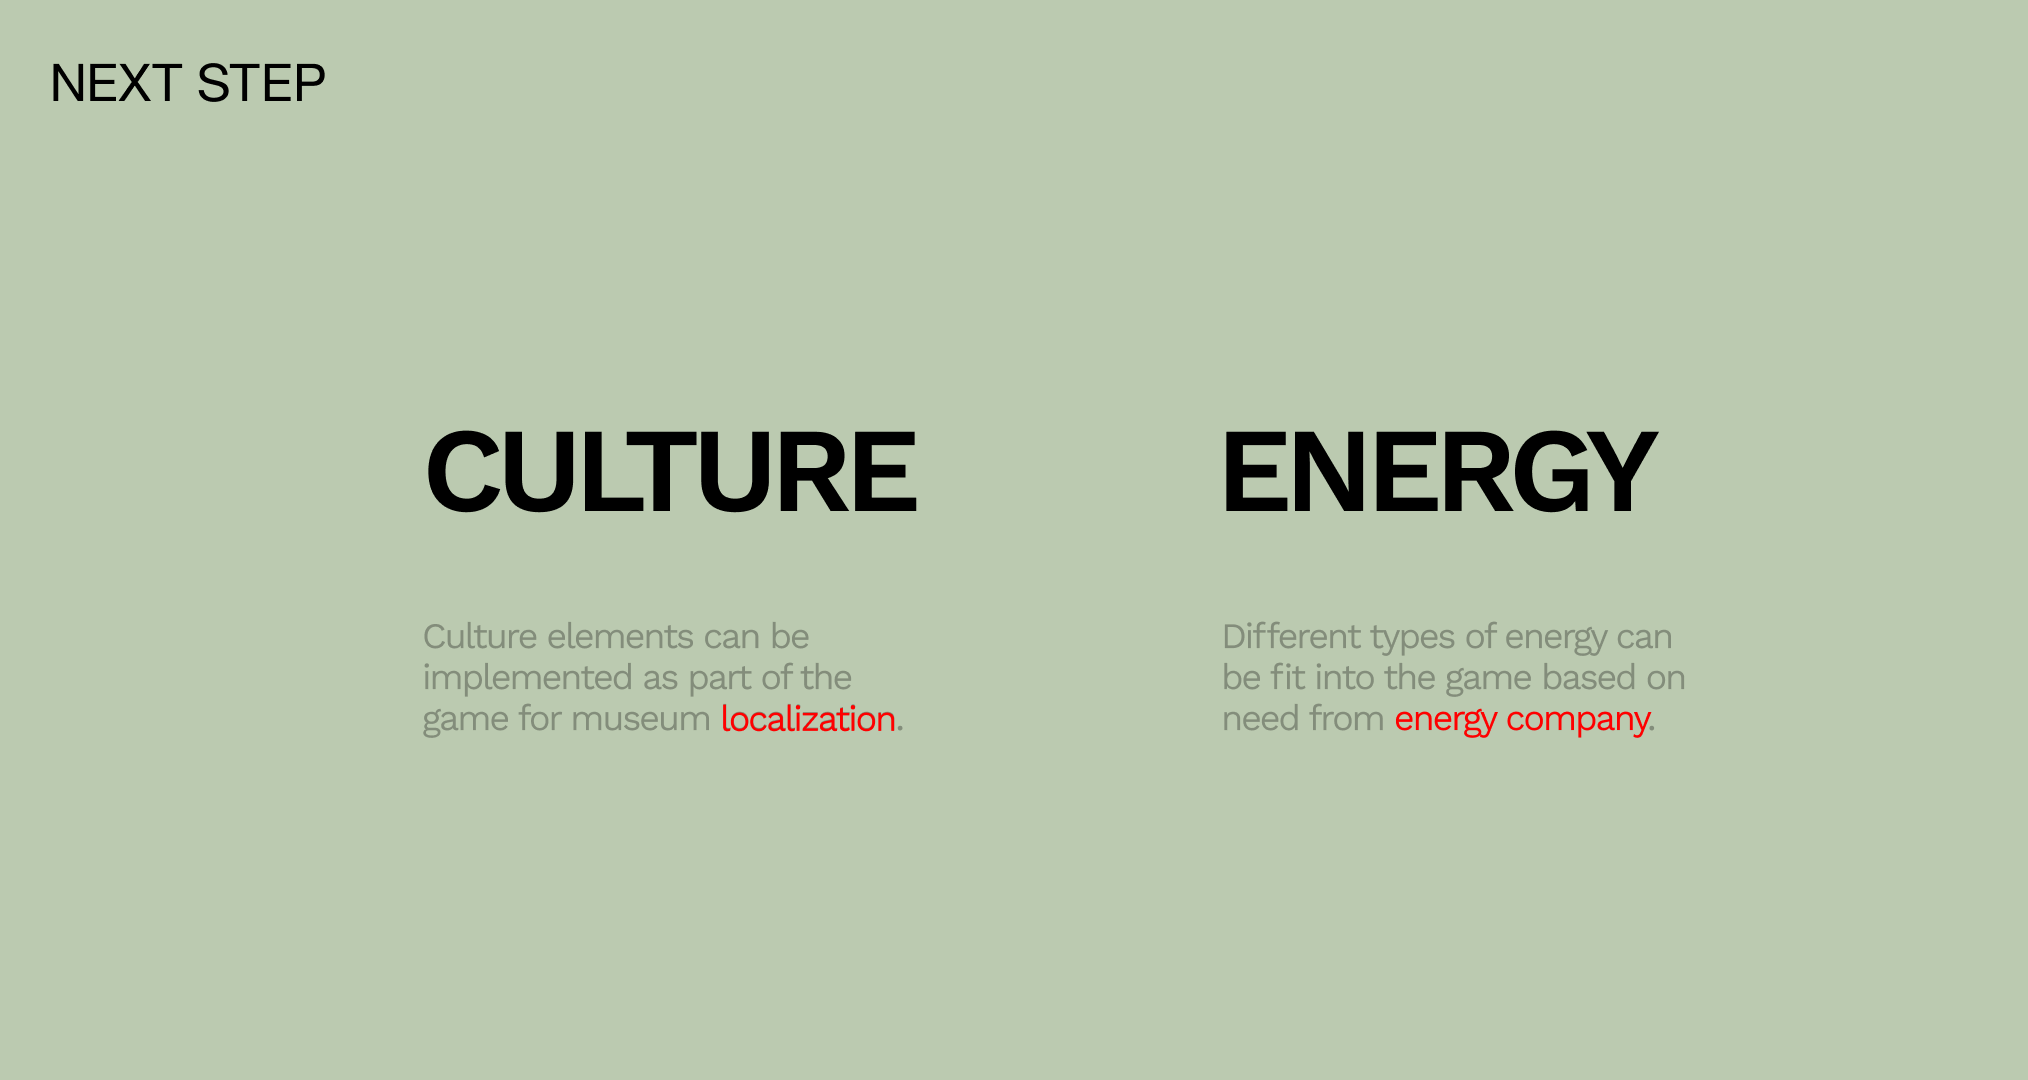 NEXT STEP
CULTURE
Culture elements can be
implemented as part of the
game for museum localization.
ENERGY
Different types of energy can
be fit into the game based on
need from energy company.